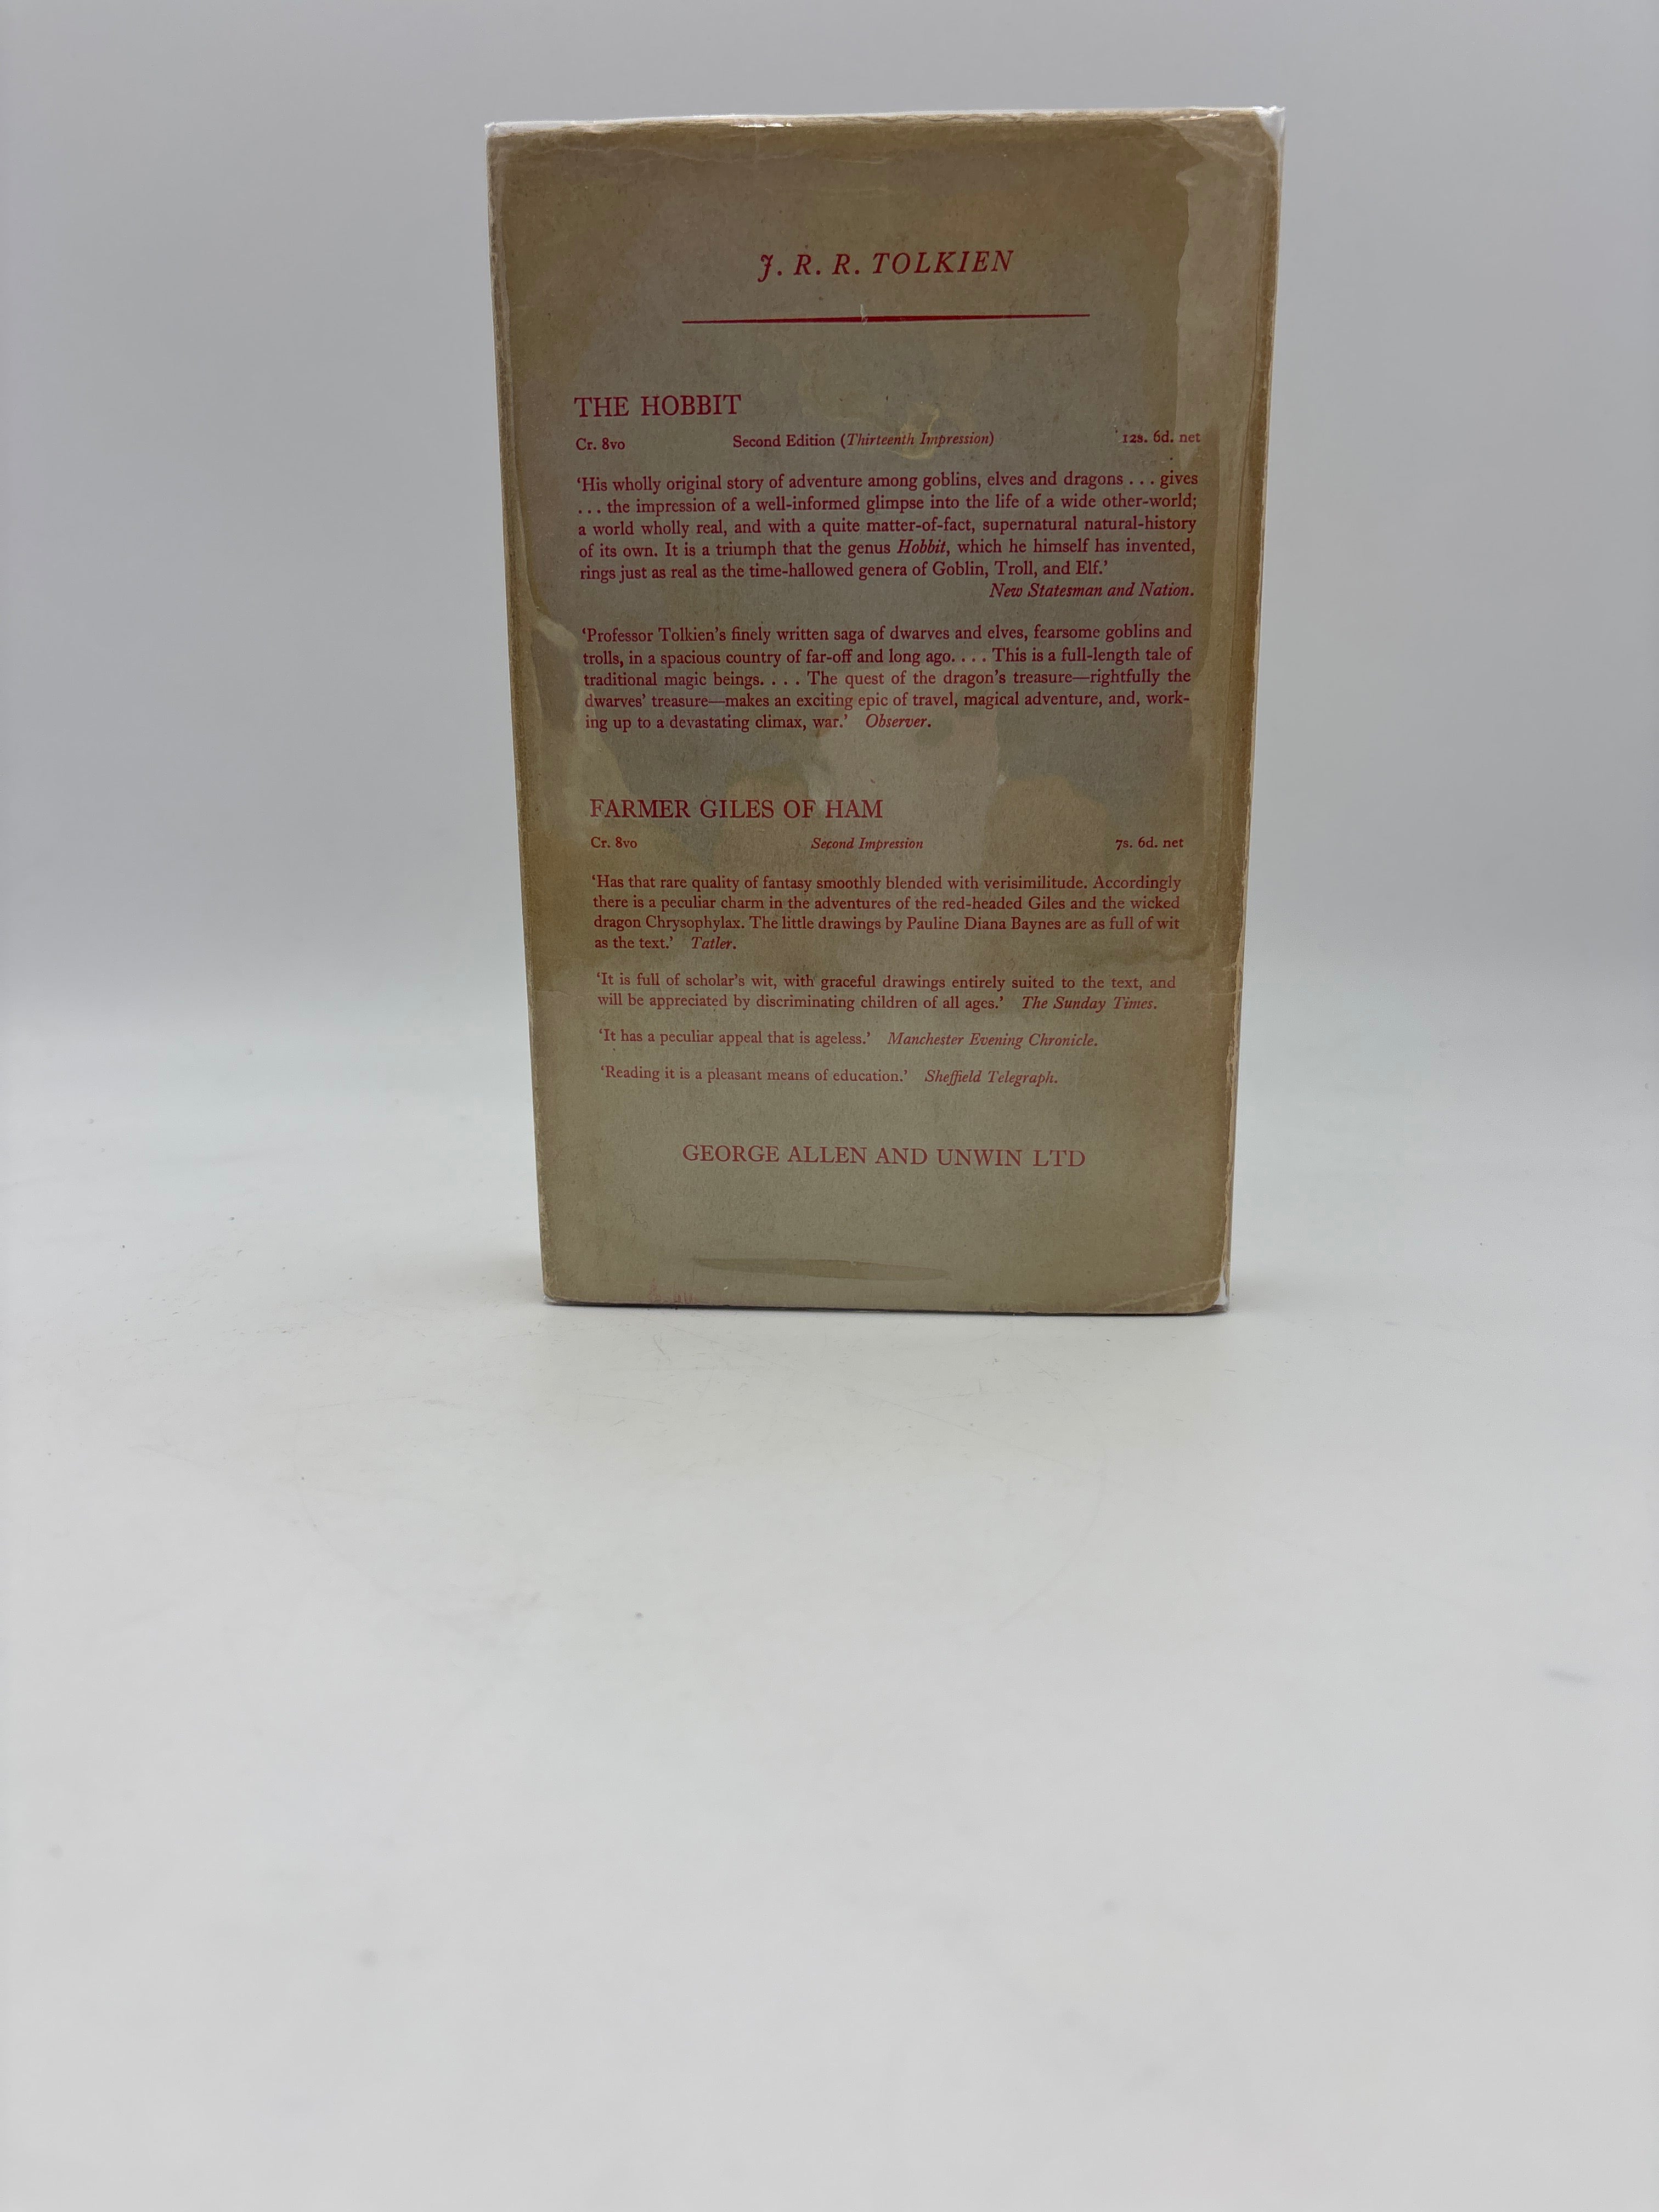 J. R. R. TOLKIEN
THE HOBBIT
Cr. 8vo Second Edition (Thirteenth Impression) 12s. 6d. net
‘His wholly original story of adventure among goblins, elves and dragons . . . gives
. . . the impression of a well-informed glimpse into the life of a wide other-world;
a world wholly real, and with a quite matter-of-fact, supernatural natural-history
of its own. It is a triumph that the genus Hobbit, which he himself has invented,
rings just as real as the time-hallowed genera of Goblin, Troll, and Elf.’
New Statesman and Nation.
‘Professor Tolkien’s finely written saga of dwarves and elves, fearsome goblins and
trolls, in a spacious country of far-off and long ago. . . . This is a full-length tale of
traditional magic beings. . . . The quest of the dragon’s treasure—rightfully the
dwarves’ treasure—makes an exciting epic of travel, magical adventure, and, work-
ing up to a devastating climax, war.’ Observer.
FARMER GILES OF HAM
Cr. 8vo Second Impression 7s. 6d. net
‘Has that rare quality of fantasy smoothly blended with verisimilitude. Accordingly
there is a peculiar charm in the adventures of the red-headed Giles and the wicked
dragon Chrysophylax. The little drawings by Pauline Diana Baynes are as full of wit
as the text.’ Tatler.
‘It is full of scholar’s wit, with graceful drawings entirely suited to the text, and
will be appreciated by discriminating children of all ages.’ The Sunday Times.
‘It has a peculiar appeal that is ageless.’ Manchester Evening Chronicle.
‘Reading it is a pleasant means of education.’ Sheffield Telegraph.
GEORGE ALLEN AND UNWIN LTD